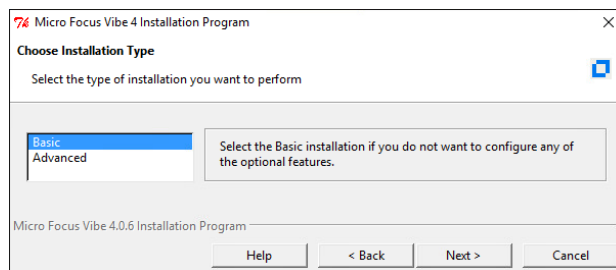 Micro Focus Vibe 4 Installation Program
Choose Installation Type
Select the type of installation you want to perform
Basic
Advanced
Select the Basic installation if you do not want to configure any of
the optional features.
Micro Focus Vibe 4.0.6 Installation Program
Help
< Back
Next >
Cancel